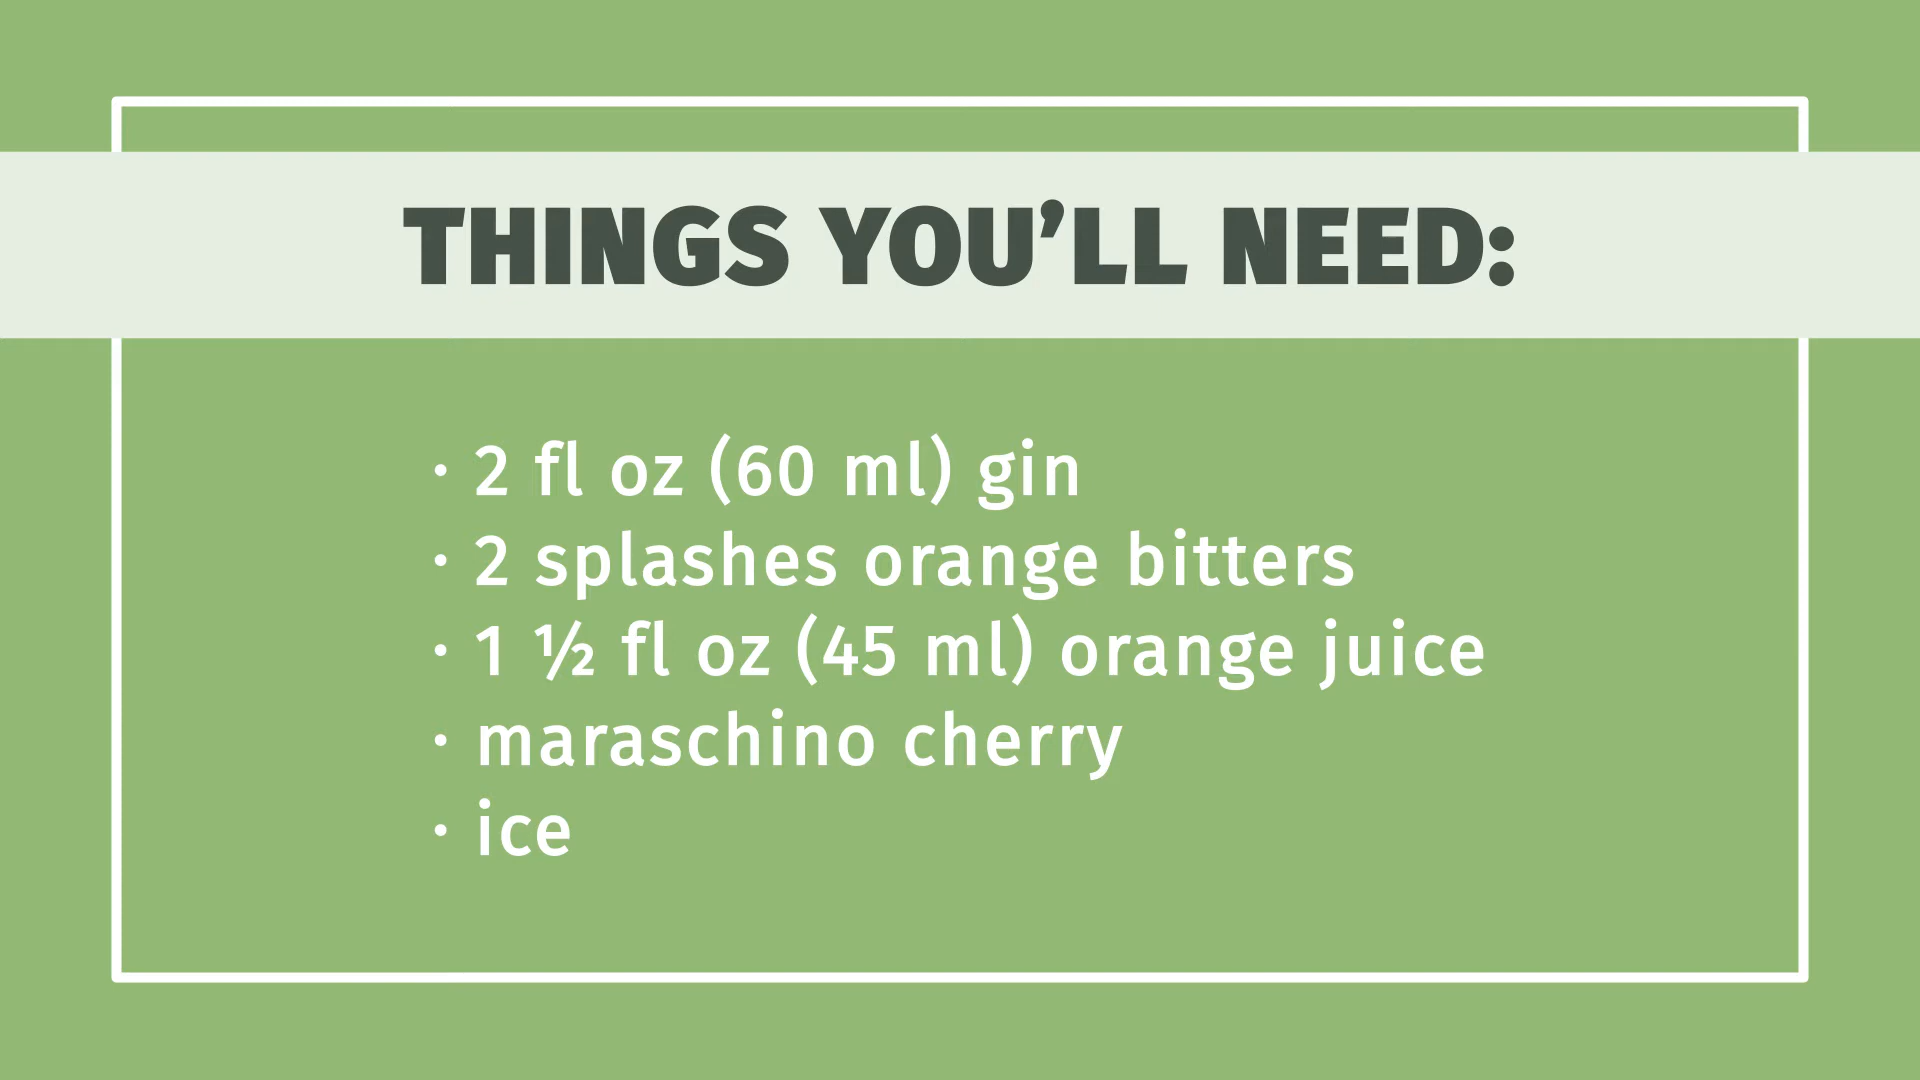 THINGS YOU’LL NEED:
· 2 fl oz (60 ml) gin
· 2 splashes orange bitters
· 1 ½ fl oz (45 ml) orange juice
· maraschino cherry
· ice